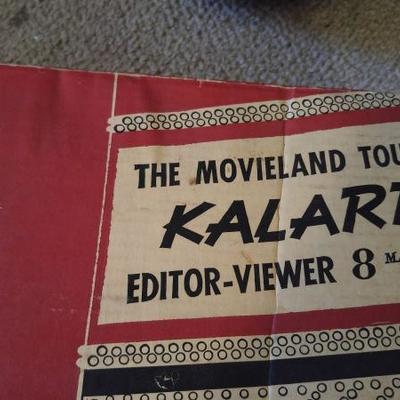 THE MOVIELAND TOU
KALART
EDITOR-VIEWER 8 M